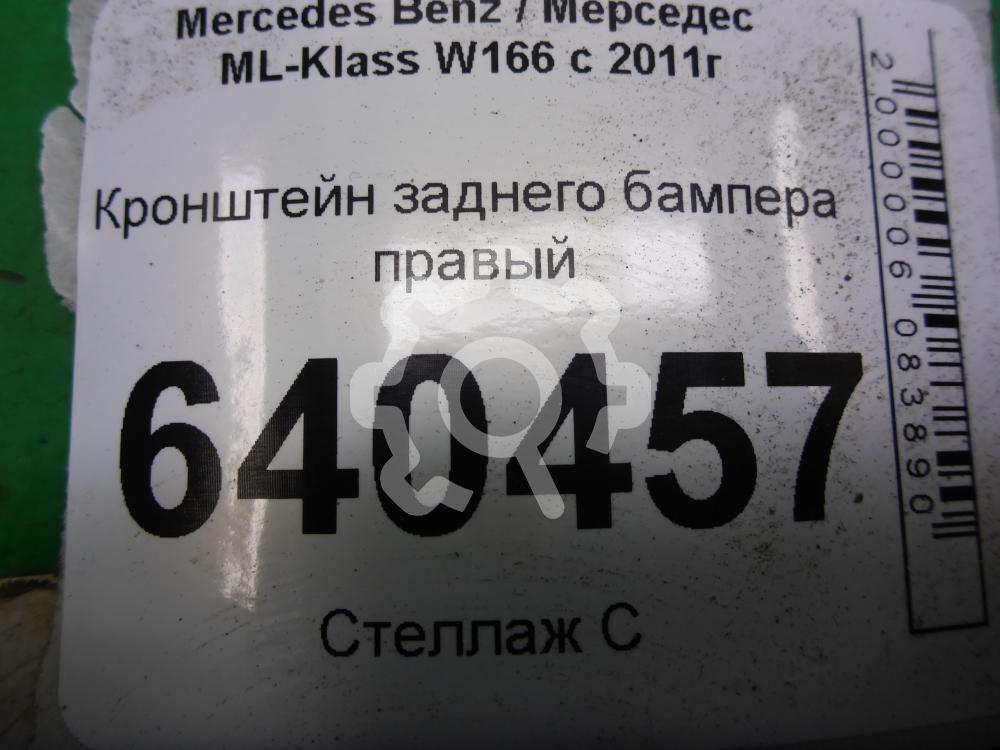 Mercedes Benz / Мерседес
ML-Klass W166 с 2011г
Кронштейн заднего бампера
правый
640457
Стеллаж С
2000006083890